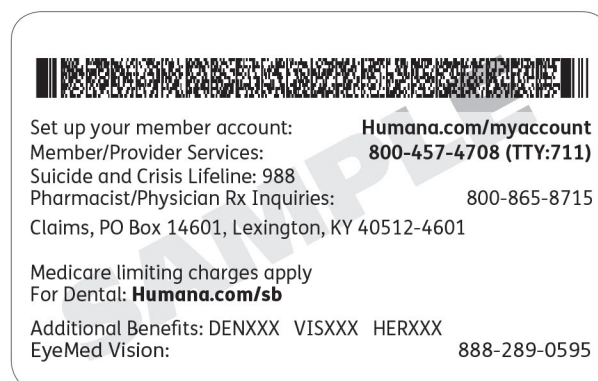 Set up your member account: Humana.com/myaccount
Member/Provider Services: 800-457-4708 (TTY:711)
Suicide and Crisis Lifeline: 988
Pharmacist/Physician Rx Inquiries: 800-865-8715
Claims, PO Box 14601, Lexington, KY 40512-4601
Medicare limiting charges apply
For Dental: Humana.com/sb
Additional Benefits: DENXXX VISXXX HERXXX
EyeMed Vision: 888-289-0595
SAMPLE